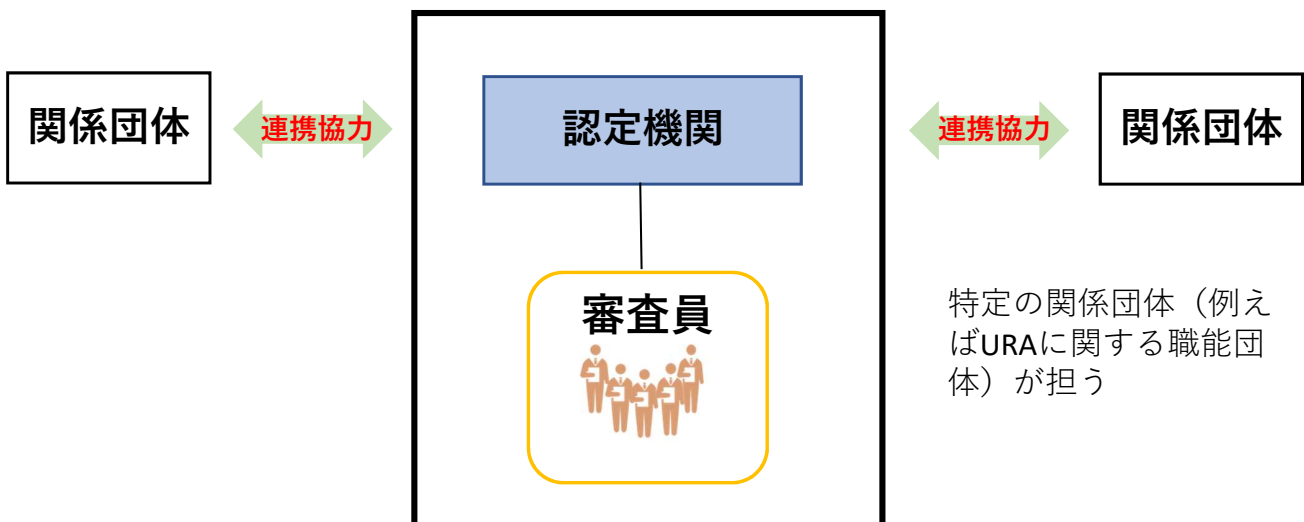 関係団体
連携協力
認定機関
連携協力
関係団体
審査員
特定の関係団体（例え
ばURAに関する職能団
体）が担う